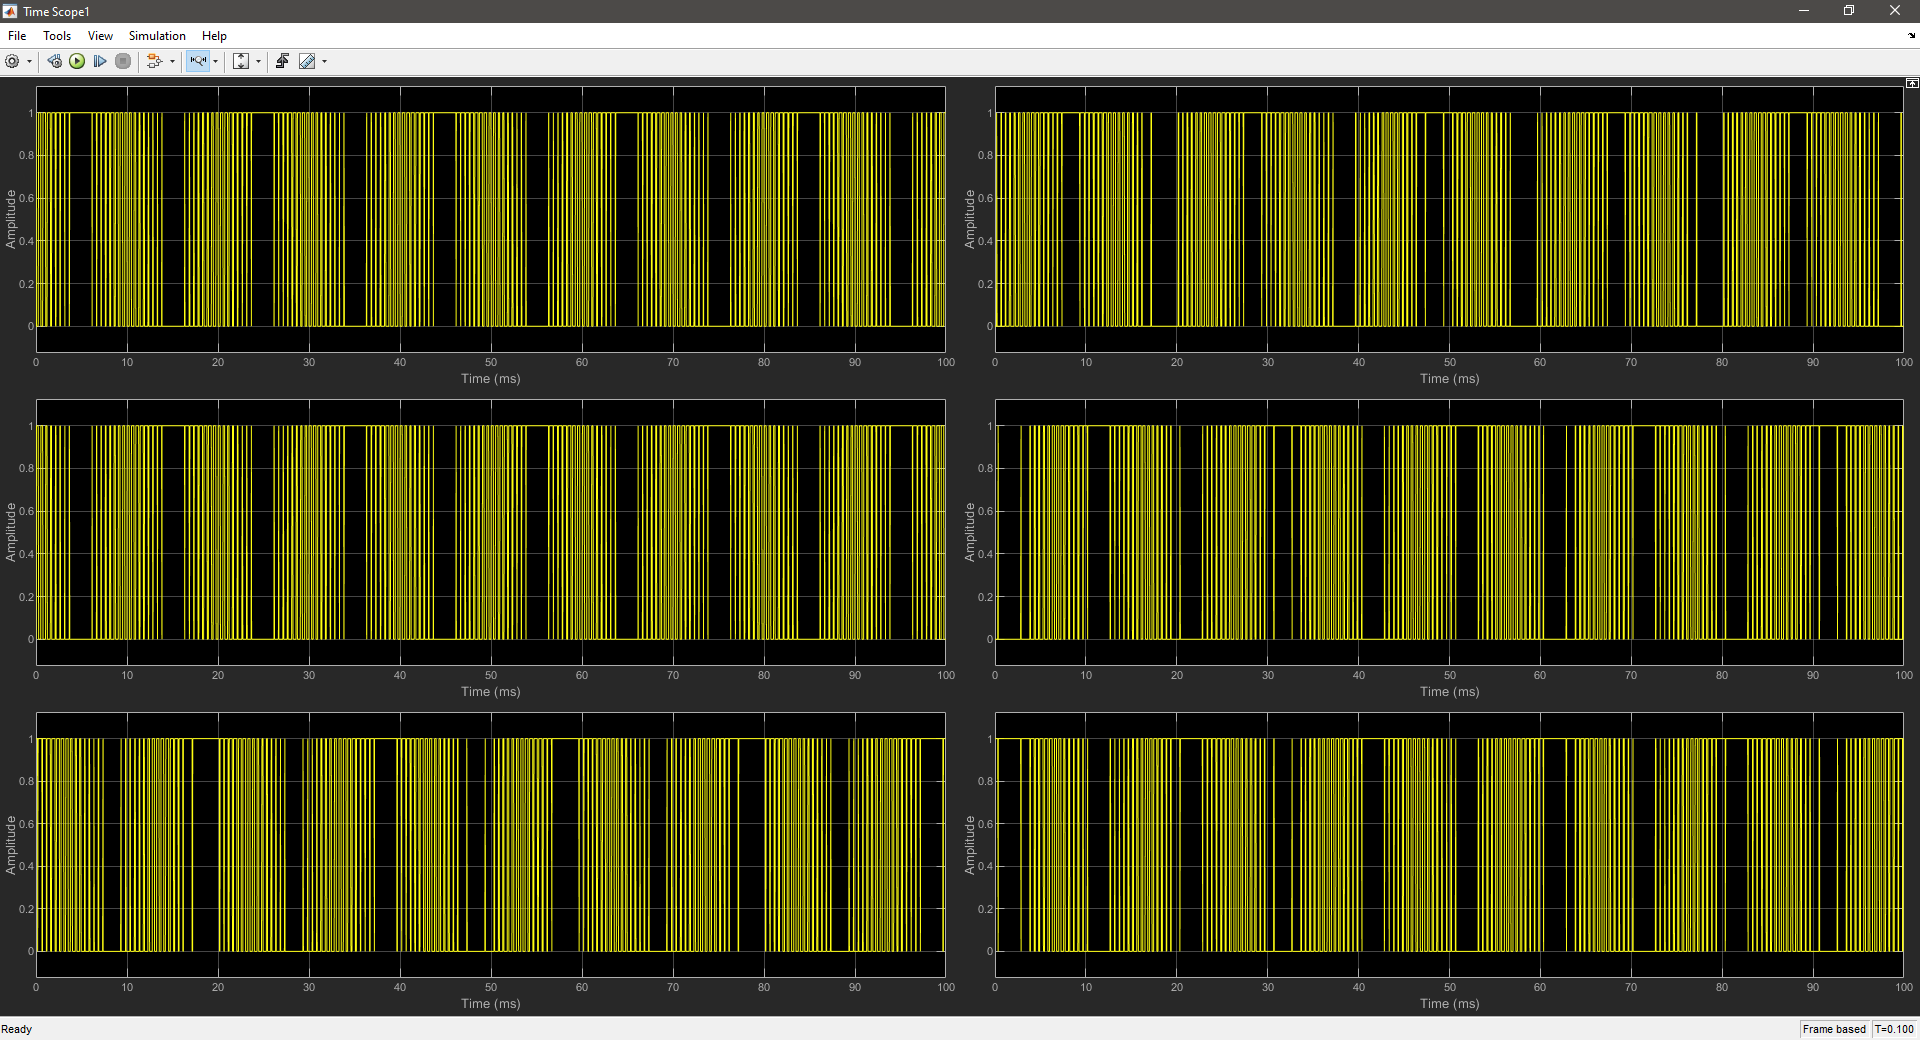 Time Scope1
File Tools View Simulation Help
Amplitude
1
0.8
0.6
0.4
0.2
0
0 10 20 30 40 50 60 70 80 90 100
Time (ms)
Amplitude
1
0.8
0.6
0.4
0.2
0
0 10 20 30 40 50 60 70 80 90 100
Time (ms)
Amplitude
1
0.8
0.6
0.4
0.2
0
0 10 20 30 40 50 60 70 80 90 100
Time (ms)
Amplitude
1
0.8
0.6
0.4
0.2
0
0 10 20 30 40 50 60 70 80 90 100
Time (ms)
Amplitude
1
0.8
0.6
0.4
0.2
0
0 10 20 30 40 50 60 70 80 90 100
Time (ms)
Amplitude
1
0.8
0.6
0.4
0.2
0
0 10 20 30 40 50 60 70 80 90 100
Time (ms)
Ready Frame based T=0.100